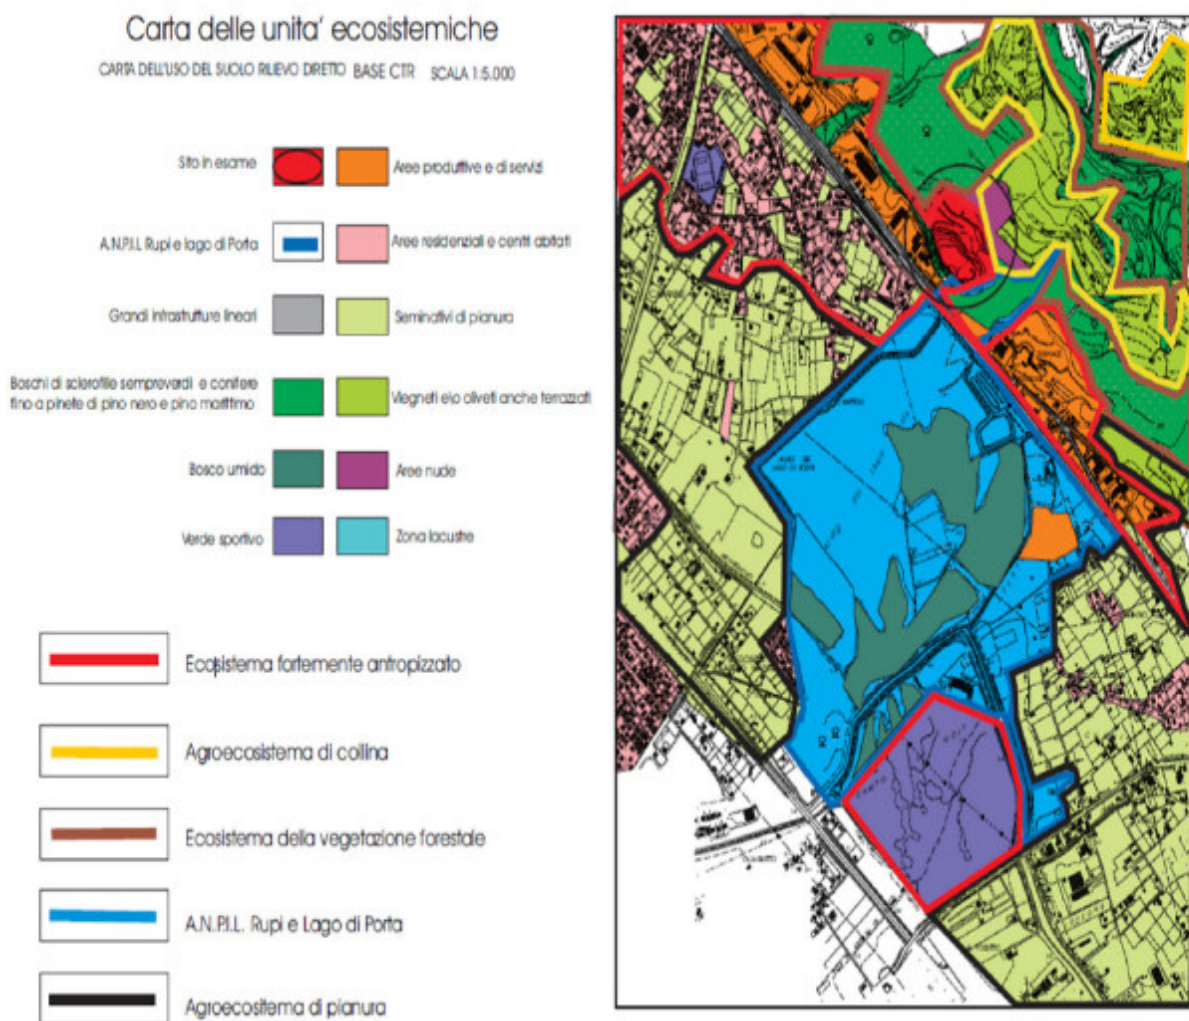 Carta delle unita' ecosistemiche
CARTA DELL'USO DEL SUOLO RILIEVO DIRETTO BASE CTR SCALA 1:5.000
Sito in esame
Aree produttive e di servizi
A.N.P.I.L Rupi e lago di Porta
Aree residenziali e centri abitati
Grandi infrastrutture lineari
Seminativi di pianura
Boschi di sclerofille sempreverdi e conifere
fino a pinete di pino nero e pino marittimo
Viegneti e/o oliveti anche terrazzati
Bosco umido
Aree nude
Verde sportivo
Zona lacustre
Ecosistema fortemente antropizzato
Agroecosistema di collina
Ecosistema della vegetazione forestale
A.N.P.I.L. Rupi e Lago di Porta
Agroecositema di pianura